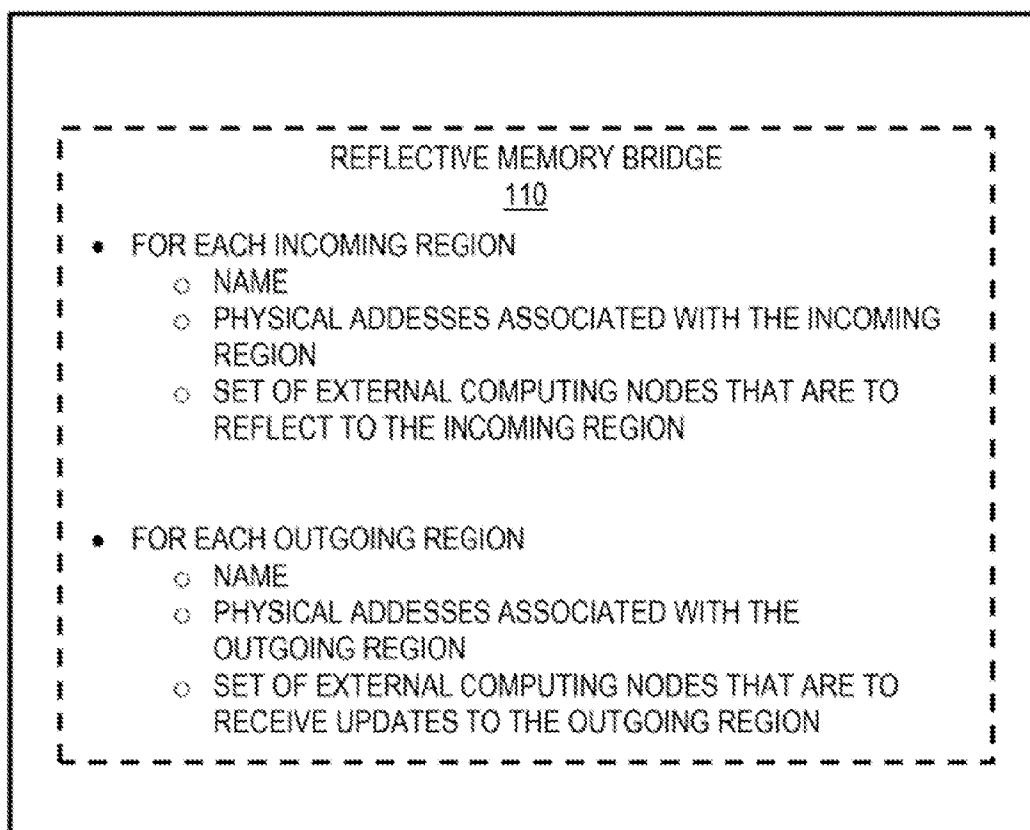 REFLECTIVE MEMORY BRIDGE
110
• FOR EACH INCOMING REGION
○ NAME
○ PHYSICAL ADDESSES ASSOCIATED WITH THE INCOMING
REGION
○ SET OF EXTERNAL COMPUTING NODES THAT ARE TO
REFLECT TO THE INCOMING REGION
• FOR EACH OUTGOING REGION
○ NAME
○ PHYSICAL ADDESSES ASSOCIATED WITH THE
OUTGOING REGION
○ SET OF EXTERNAL COMPUTING NODES THAT ARE TO
RECEIVE UPDATES TO THE OUTGOING REGION